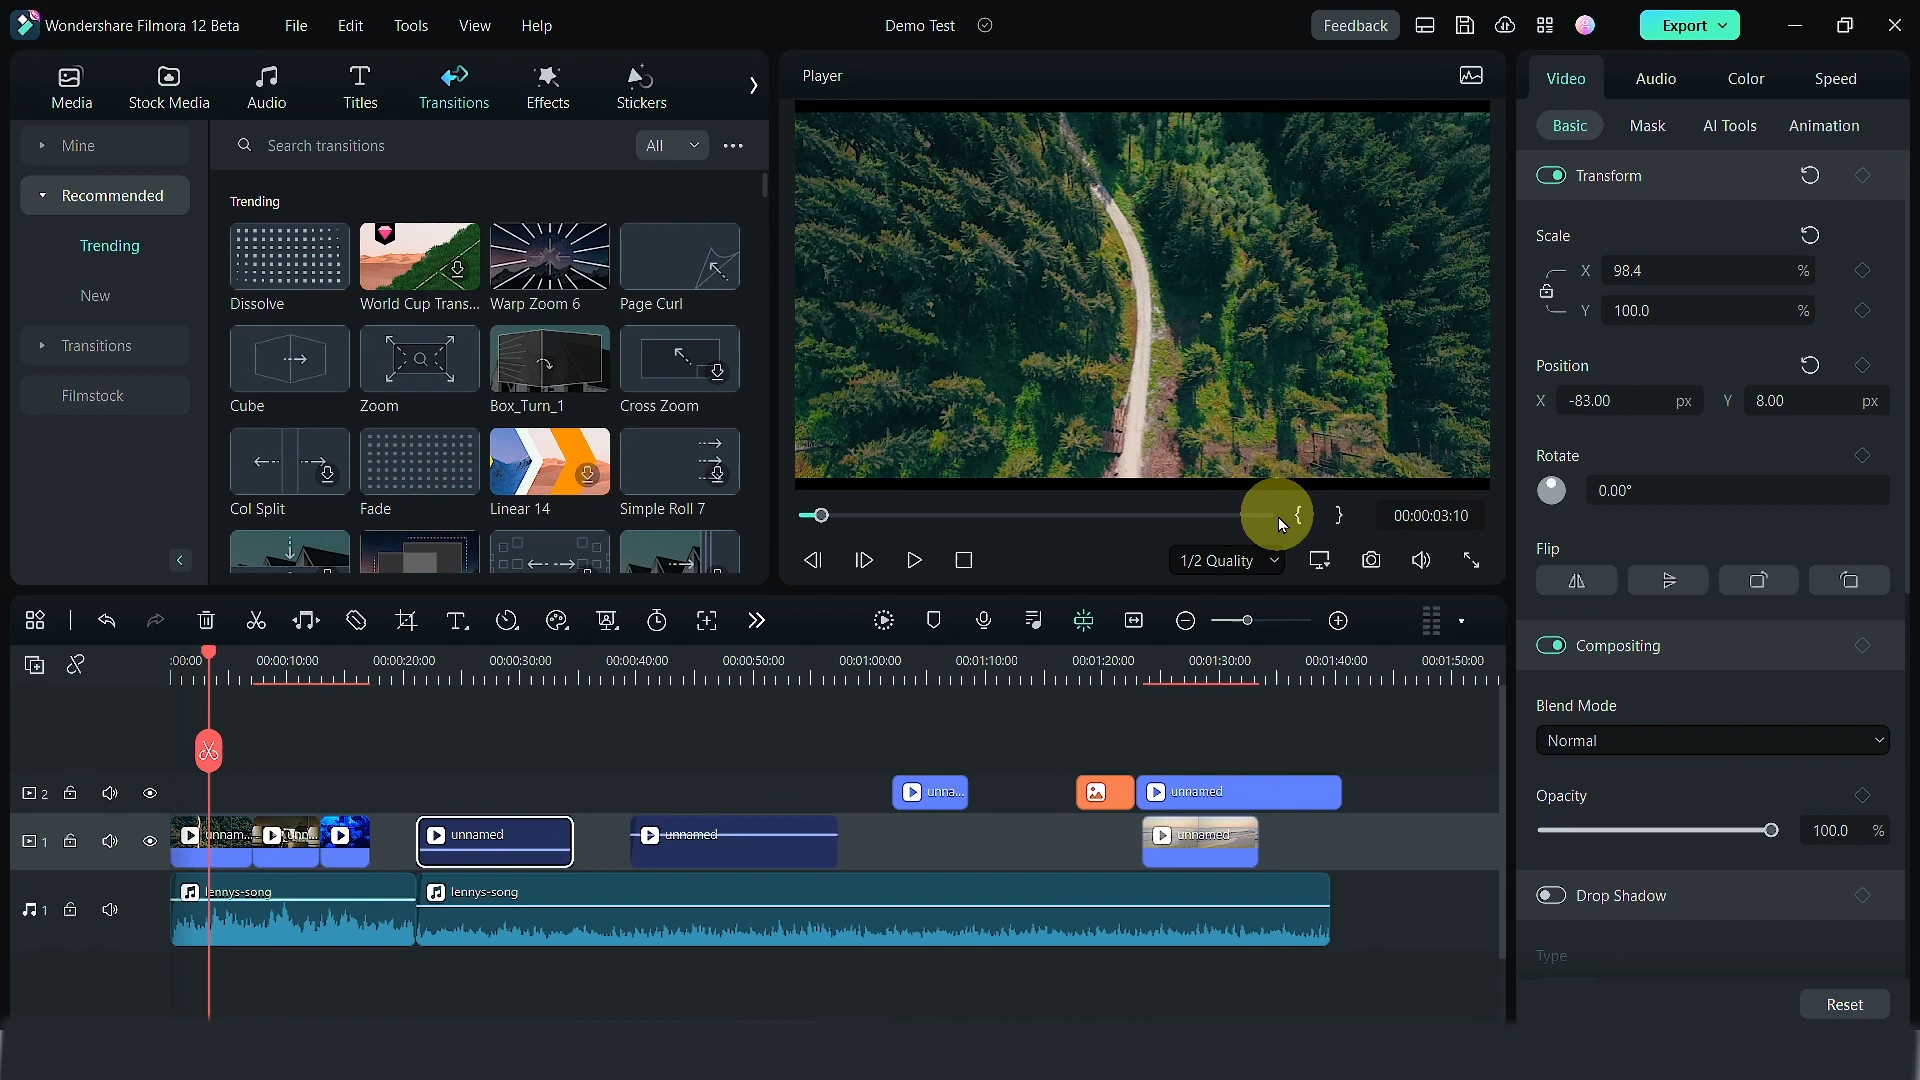 Wondershare Filmora 12 Beta
File
Edit
Tools
View
Help
Demo Test
Feedback
Export
Media
Stock Media
Audio
Titles
Transitions
Effects
Stickers
Mine
Recommended
Trending
New
Transitions
Filmstock
Search transitions
All
Trending
Dissolve
World Cup Trans...
Warp Zoom 6
Page Curl
Cube
Zoom
Box_Turn_1
Cross Zoom
Col Split
Fade
Linear 14
Simple Roll 7
Player
{
}
00:00:03:10
1/2 Quality
Video
Audio
Color
Speed
Basic
Mask
AI Tools
Animation
Transform
Scale
X 98.4 %
Y 100.0 %
Position
X -83.00 px Y 8.00 px
Rotate
0.00°
Flip
Compositing
Blend Mode
Normal
Opacity
100.0 %
Drop Shadow
Type
Reset
:00:00 00:00:10:00 00:00:20:00 00:00:30:00 00:00:40:00 00:00:50:00 00:01:00:00 00:01:10:00 00:01:20:00 00:01:30:00 00:01:40:00 00:01:50:00
2
unna...
unnamed
1
unnam...
unn...
unnamed
unnamed
unnamed
1
lennys-song
lennys-song